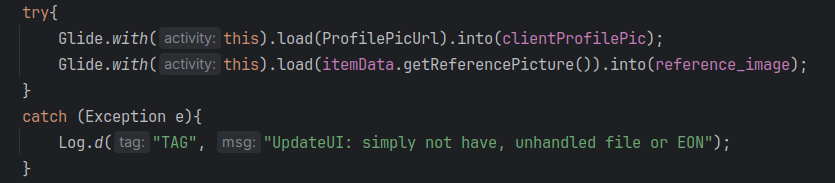 try{
Glide.with( activity: this).load(ProfilePicUrl).into(clientProfilePic);
Glide.with( activity: this).load(itemData.getReferencePicture()).into(reference_image);
}
catch (Exception e){
Log.d( tag: "TAG", msg: "UpdateUI: simply not have, unhandled file or EON");
}